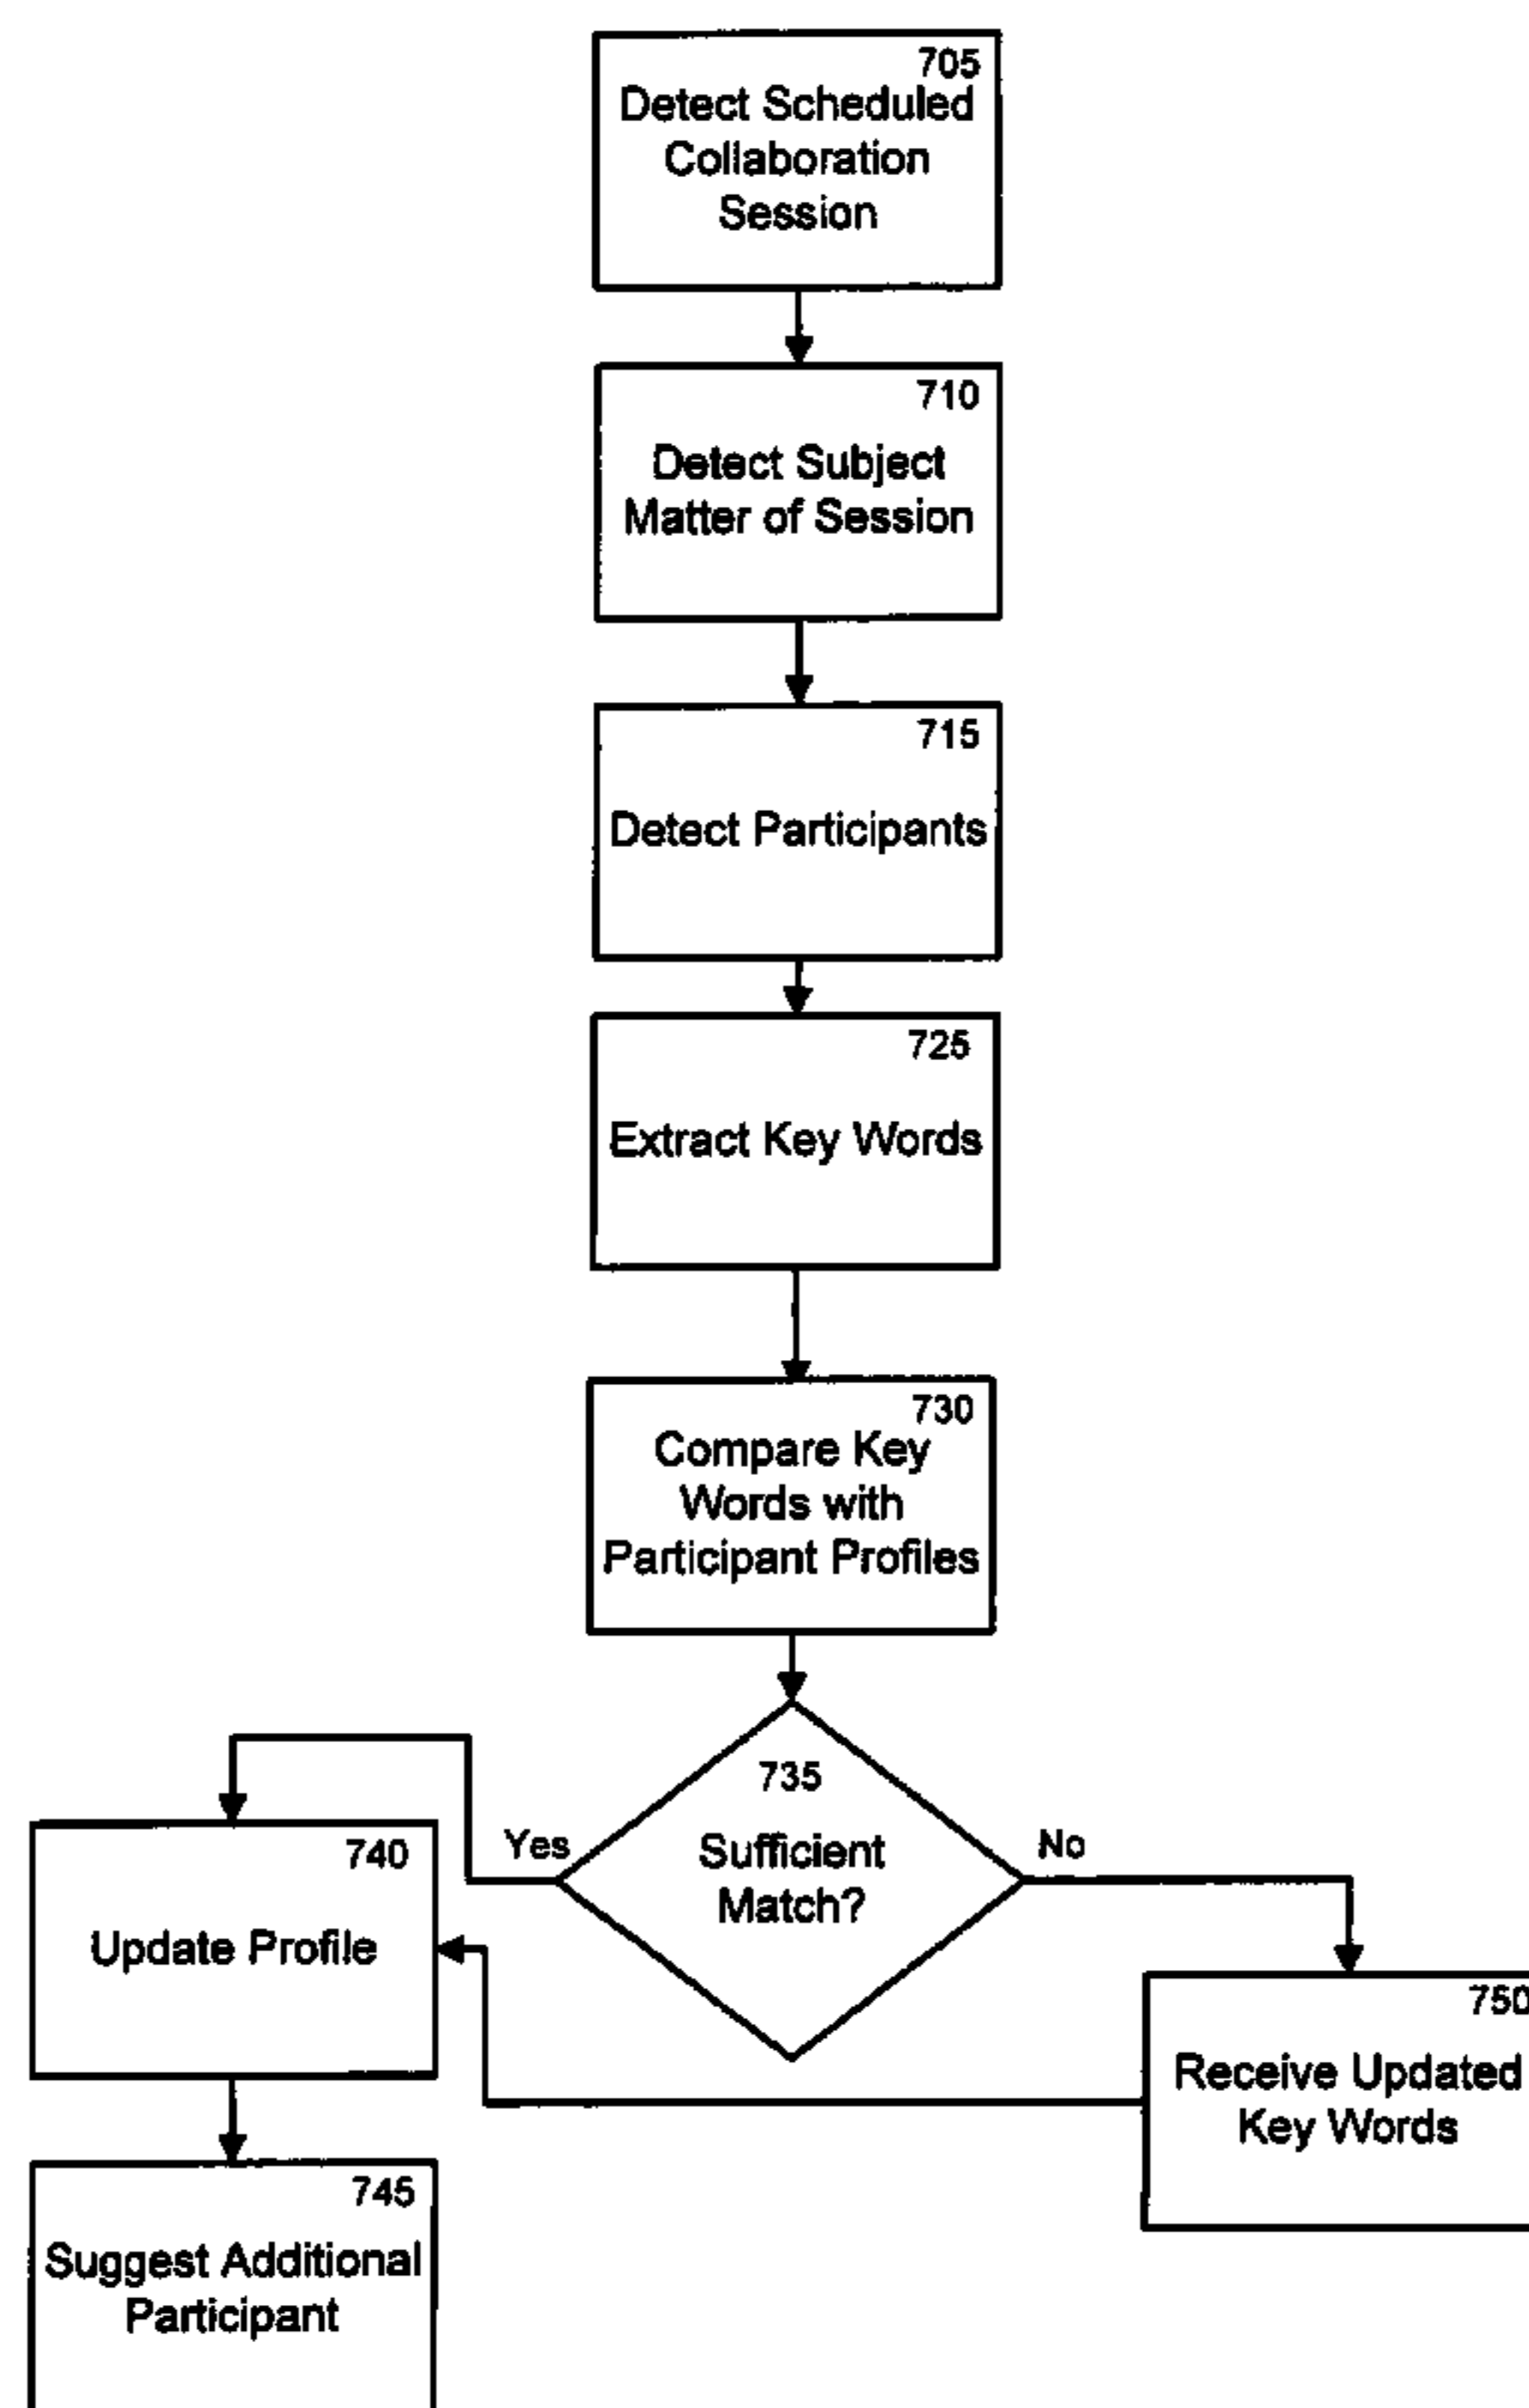 705
Detect Scheduled
Collaboration
Session
710
Detect Subject
Matter of Session
715
Detect Participants
725
Extract Key Words
730
Compare Key
Words with
Participant Profiles
735
Sufficient
Match?
Yes
No
740
Update Profile
750
Receive Updated
Key Words
745
Suggest Additional
Participant